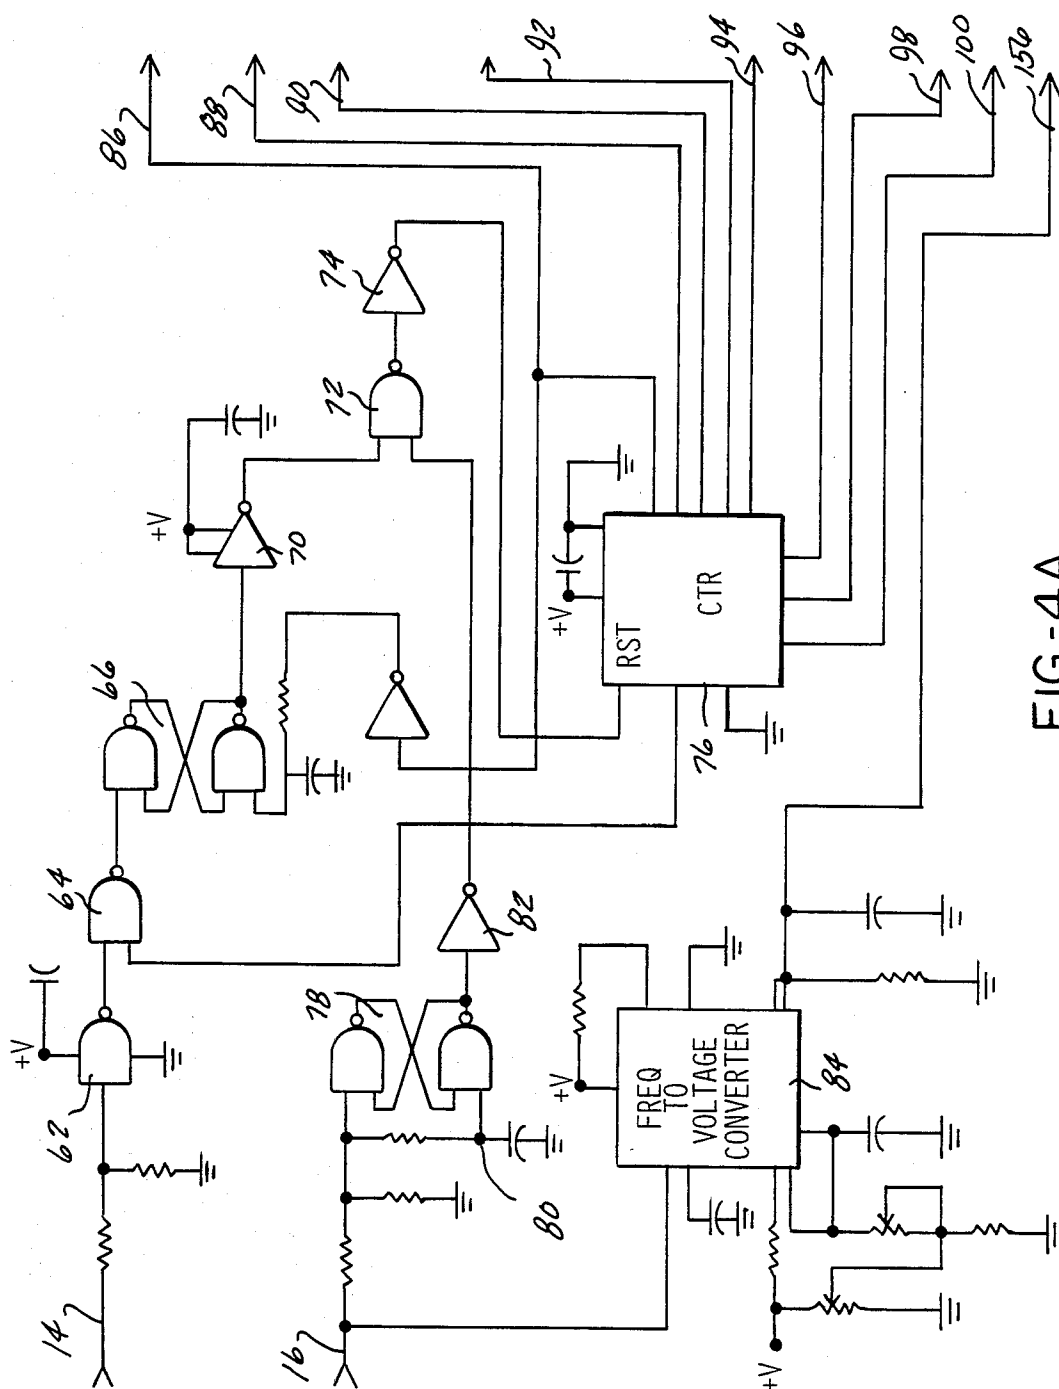 86
88
90
92
94
96
98
100
156
74
72
+V
70
66
64
+V
62
14
+V
RST
CTR
76
82
78
80
16
+V
FREQ
TO
VOLTAGE
CONVERTER
84
+V
FIG-4A